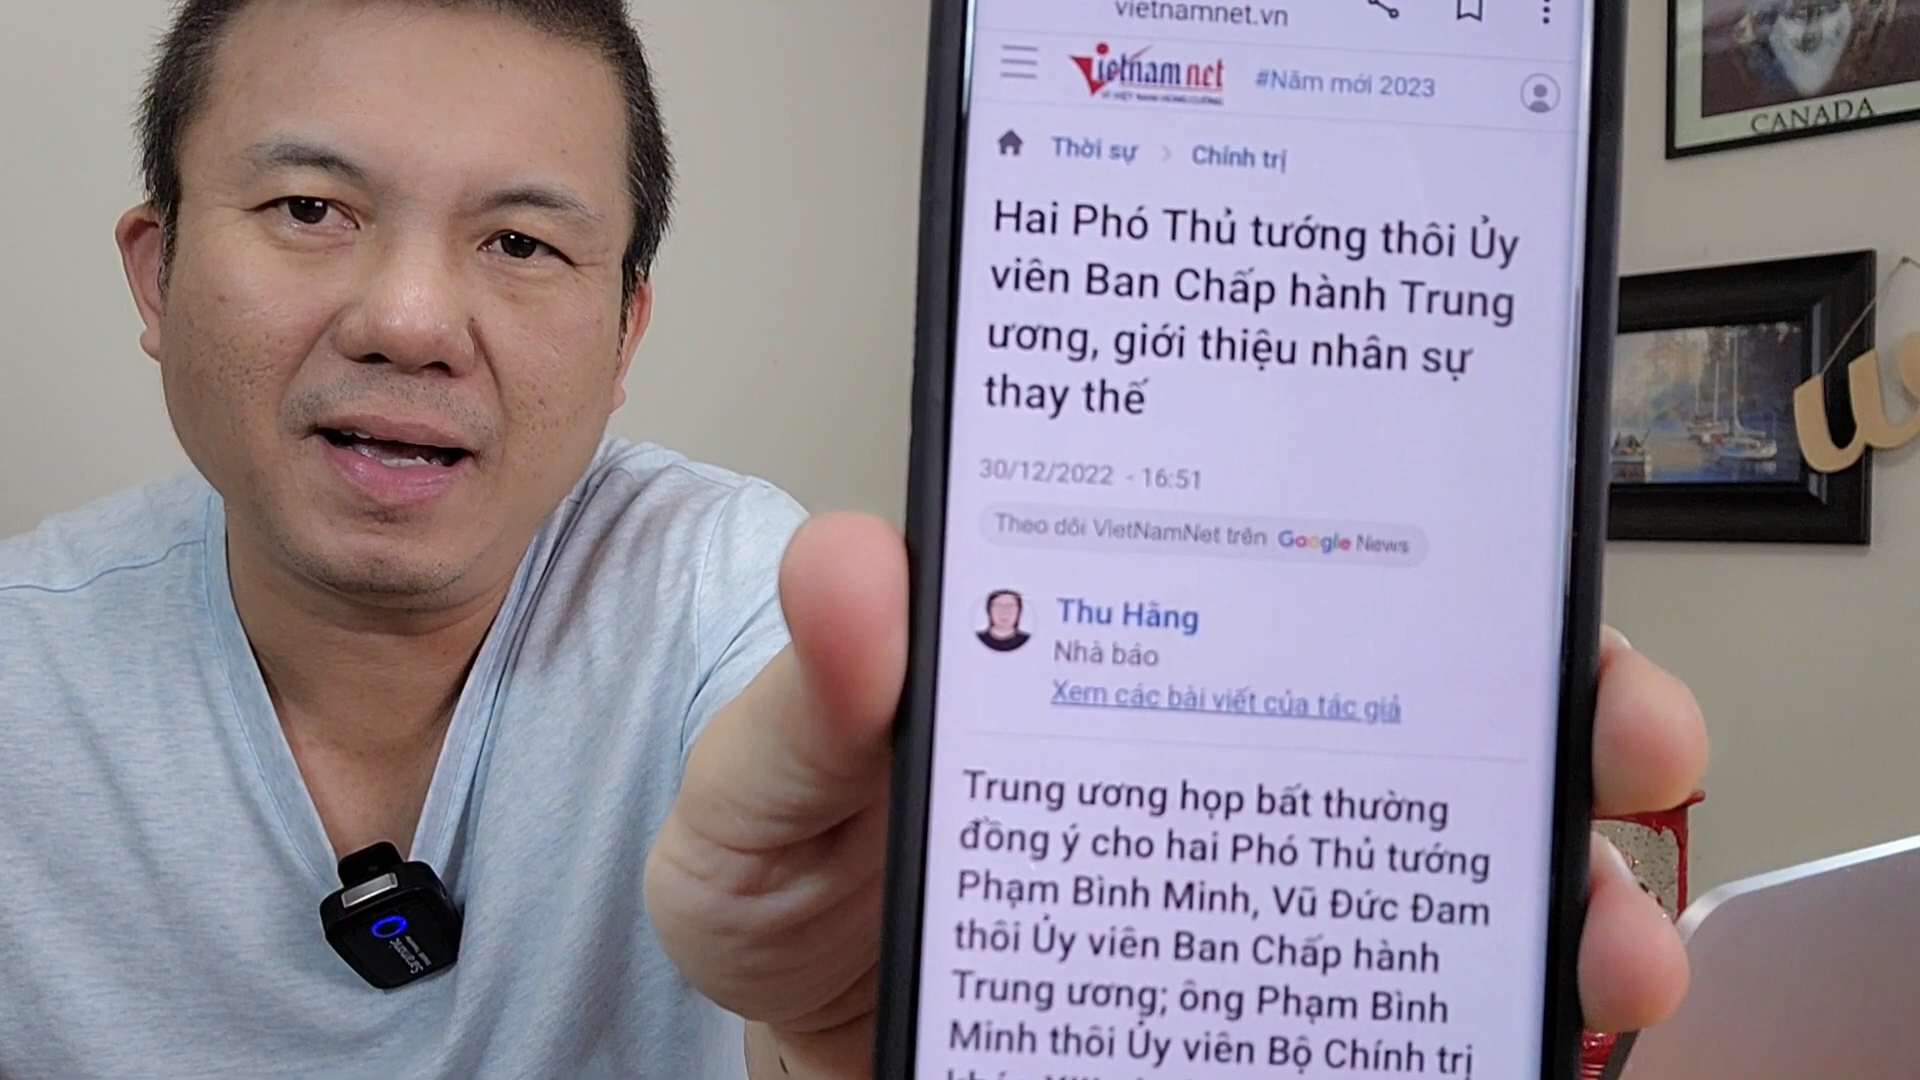 vietnamnet.vn
Vietnamnet
#Năm mới 2023
Thời sự > Chính trị
Hai Phó Thủ tướng thôi Ủy
viên Ban Chấp hành Trung
ương, giới thiệu nhân sự
thay thế
30/12/2022 - 16:51
Theo dõi VietNamNet trên Google News
Thu Hằng
Nhà báo
Xem các bài viết của tác giả
Trung ương họp bất thường
đồng ý cho hai Phó Thủ tướng
Phạm Bình Minh, Vũ Đức Đam
thôi Ủy viên Ban Chấp hành
Trung ương; ông Phạm Bình
Minh thôi Ủy viên Bộ Chính trị
CANADA
Saramonic